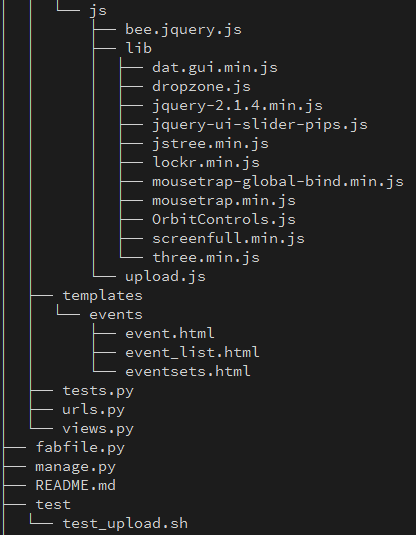 js
bee.jquery.js
lib
dat.gui.min.js
dropzone.js
jquery-2.1.4.min.js
jquery-ui-slider-pips.js
jstree.min.js
lockr.min.js
mousetrap-global-bind.min.js
mousetrap.min.js
OrbitControls.js
screenfull.min.js
three.min.js
upload.js
templates
events
event.html
event_list.html
eventsets.html
tests.py
urls.py
views.py
fabfile.py
manage.py
README.md
test
test_upload.sh